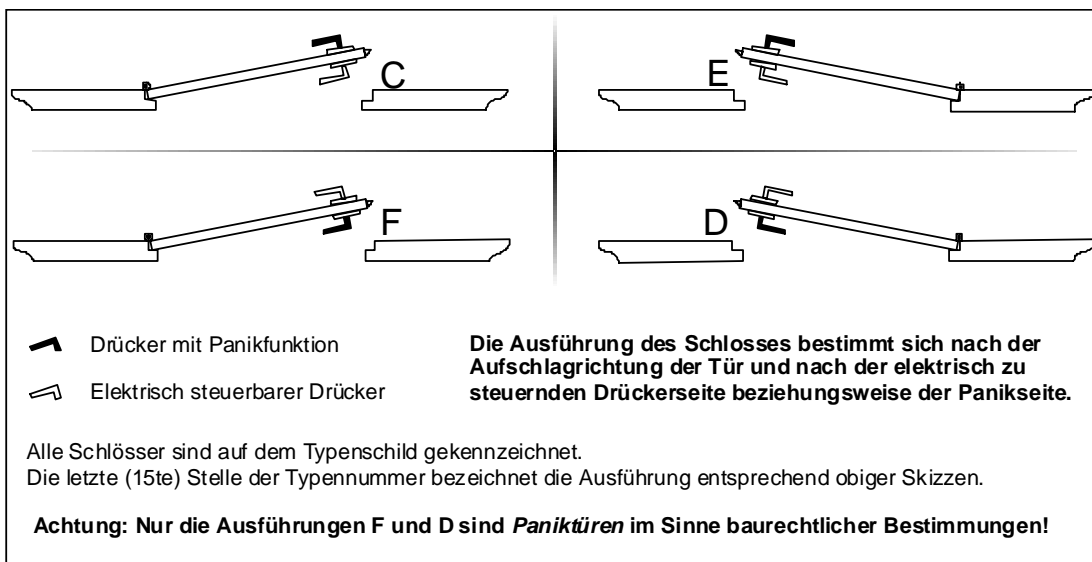 C
E
F
D
Drücker mit Panikfunktion
Elektrisch steuerbarer Drücker
Die Ausführung des Schlosses bestimmt sich nach der
Aufschlagrichtung der Tür und nach der elektrisch zu
steuernden Drückerseite beziehungsweise der Panikseite.
Alle Schlösser sind auf dem Typenschild gekennzeichnet.
Die letzte (15te) Stelle der Typennummer bezeichnet die Ausführung entsprechend obiger Skizzen.
Achtung: Nur die Ausführungen F und D sind Paniktüren im Sinne baurechtlicher Bestimmungen!